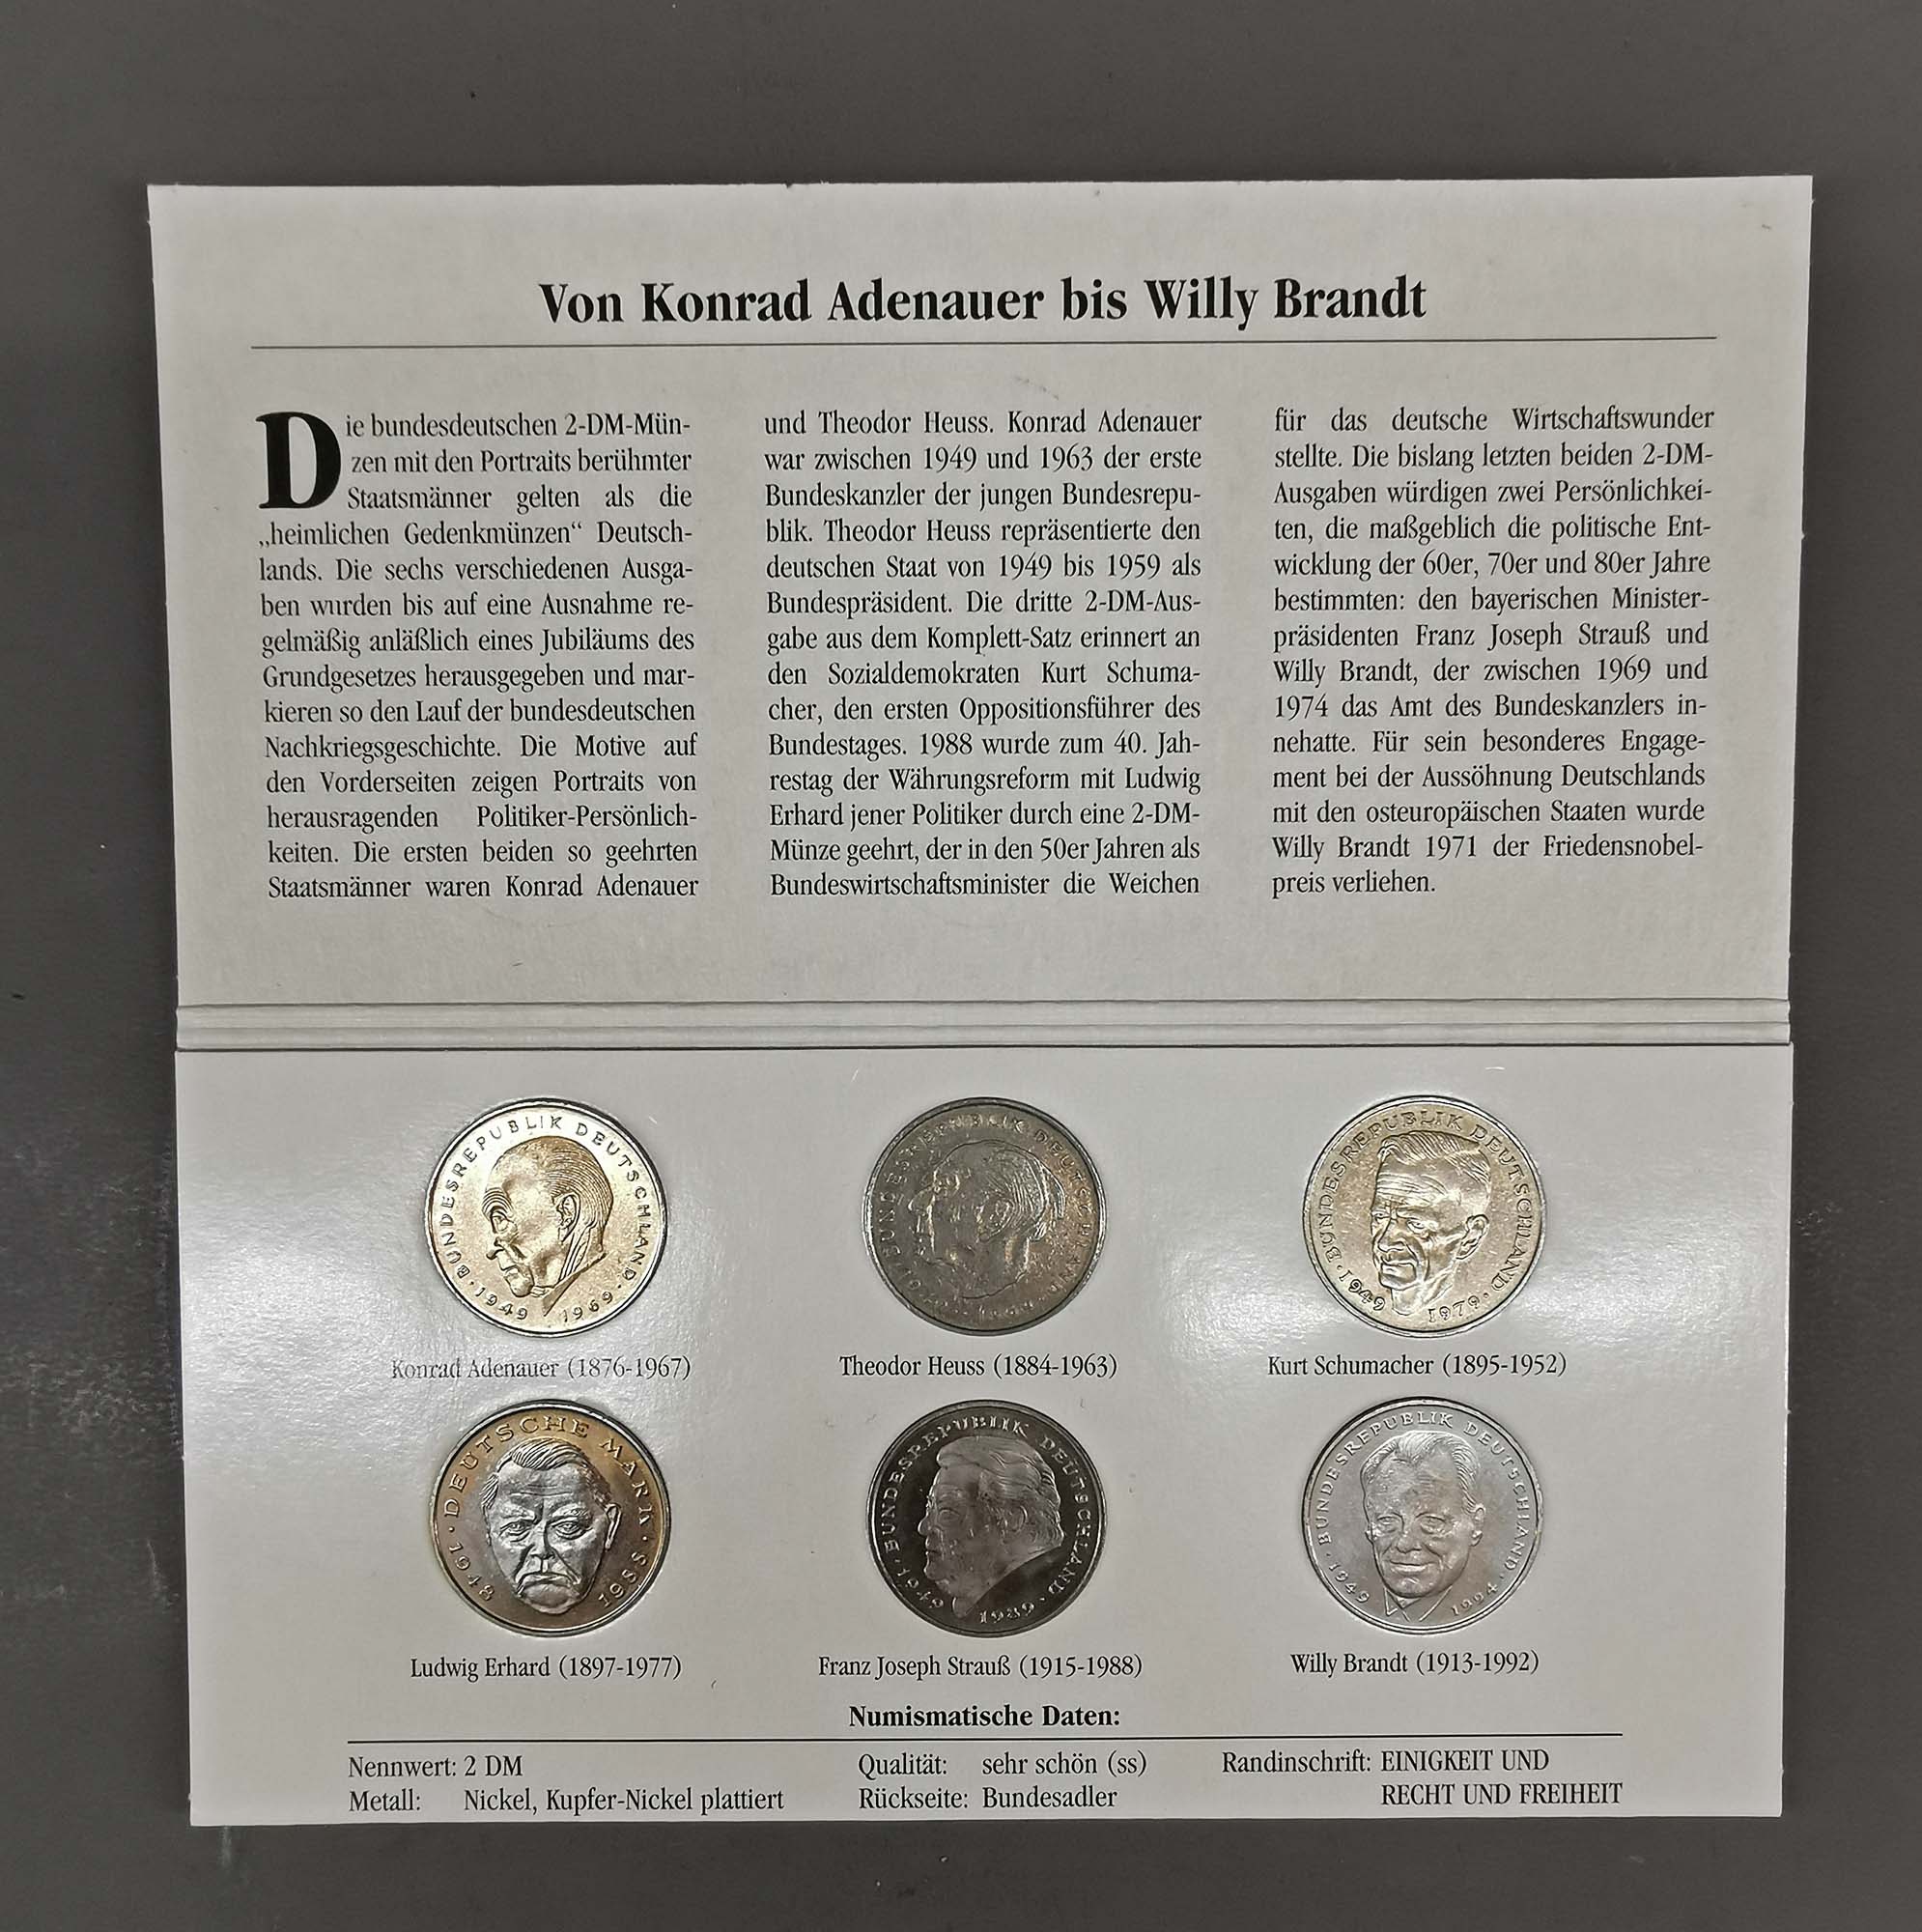 Von Konrad Adenauer bis Willy Brandt
Die bundesdeutschen 2-DM-Mün-
zen mit den Portraits berühmter
Staatsmänner gelten als die
„heimlichen Gedenkmünzen“ Deutsch-
lands. Die sechs verschiedenen Ausga-
ben wurden bis auf eine Ausnahme re-
gelmäßig anläßlich eines Jubiläums des
Grundgesetzes herausgegeben und mar-
kieren so den Lauf der bundesdeutschen
Nachkriegsgeschichte. Die Motive auf
den Vorderseiten zeigen Portraits von
herausragenden Politiker-Persönlich-
keiten. Die ersten beiden so geehrten
Staatsmänner waren Konrad Adenauer
und Theodor Heuss. Konrad Adenauer
war zwischen 1949 und 1963 der erste
Bundeskanzler der jungen Bundesrepu-
blik. Theodor Heuss repräsentierte den
deutschen Staat von 1949 bis 1959 als
Bundespräsident. Die dritte 2-DM-Aus-
gabe aus dem Komplett-Satz erinnert an
den Sozialdemokraten Kurt Schuma-
cher, den ersten Oppositionsführer des
Bundestages. 1988 wurde zum 40. Jah-
restag der Währungsreform mit Ludwig
Erhard jener Politiker durch eine 2-DM-
Münze geehrt, der in den 50er Jahren als
Bundeswirtschaftsminister die Weichen
für das deutsche Wirtschaftswunder
stellte. Die bislang letzten beiden 2-DM-
Ausgaben würdigen zwei Persönlichkei-
ten, die maßgeblich die politische Ent-
wicklung der 60er, 70er und 80er Jahre
bestimmten: den bayerischen Minister-
präsidenten Franz Joseph Strauß und
Willy Brandt, der zwischen 1969 und
1974 das Amt des Bundeskanzlers in-
nehatte. Für sein besonderes Engage-
ment bei der Aussöhnung Deutschlands
mit den osteuropäischen Staaten wurde
Willy Brandt 1971 der Friedensnobel-
preis verliehen.
BUNDESREPUBLIK DEUTSCHLAND
· 1949 1969 ·
Konrad Adenauer (1876-1967)
Theodor Heuss (1884-1963)
BUNDESREPUBLIK DEUTSCHLAND
· 1949 1979 ·
Kurt Schumacher (1895-1952)
· DEUTSCHE MARK ·
1948 1988
Ludwig Erhard (1897-1977)
BUNDESREPUBLIK DEUTSCHLAND
· 1949 1989 ·
Franz Joseph Strauß (1915-1988)
BUNDESREPUBLIK DEUTSCHLAND
· 1949 1994 ·
Willy Brandt (1913-1992)
Numismatische Daten:
Nennwert: 2 DM
Metall: Nickel, Kupfer-Nickel plattiert
Qualität: sehr schön (ss)
Rückseite: Bundesadler
Randinschrift: EINIGKEIT UND
RECHT UND FREIHEIT